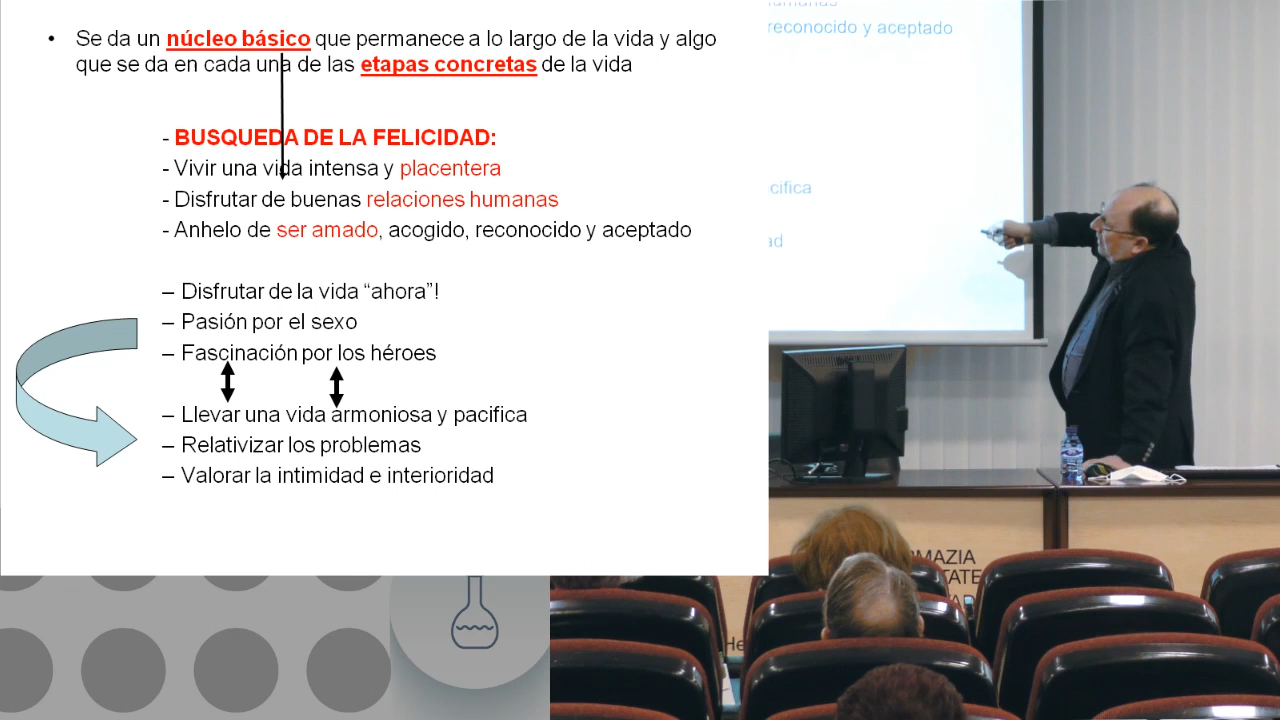 • Se da un núcleo básico que permanece a lo largo de la vida y algo
que se da en cada una de las etapas concretas de la vida
- BUSQUEDA DE LA FELICIDAD:
- Vivir una vida intensa y placentera
- Disfrutar de buenas relaciones humanas
- Anhelo de ser amado, acogido, reconocido y aceptado
– Disfrutar de la vida “ahora”!
– Pasión por el sexo
– Fascinación por los héroes
– Llevar una vida armoniosa y pacifica
– Relativizar los problemas
– Valorar la intimidad e interioridad
humanas
reconocido y aceptado
cifica
ad
RMAZIA
TATE
AD
He